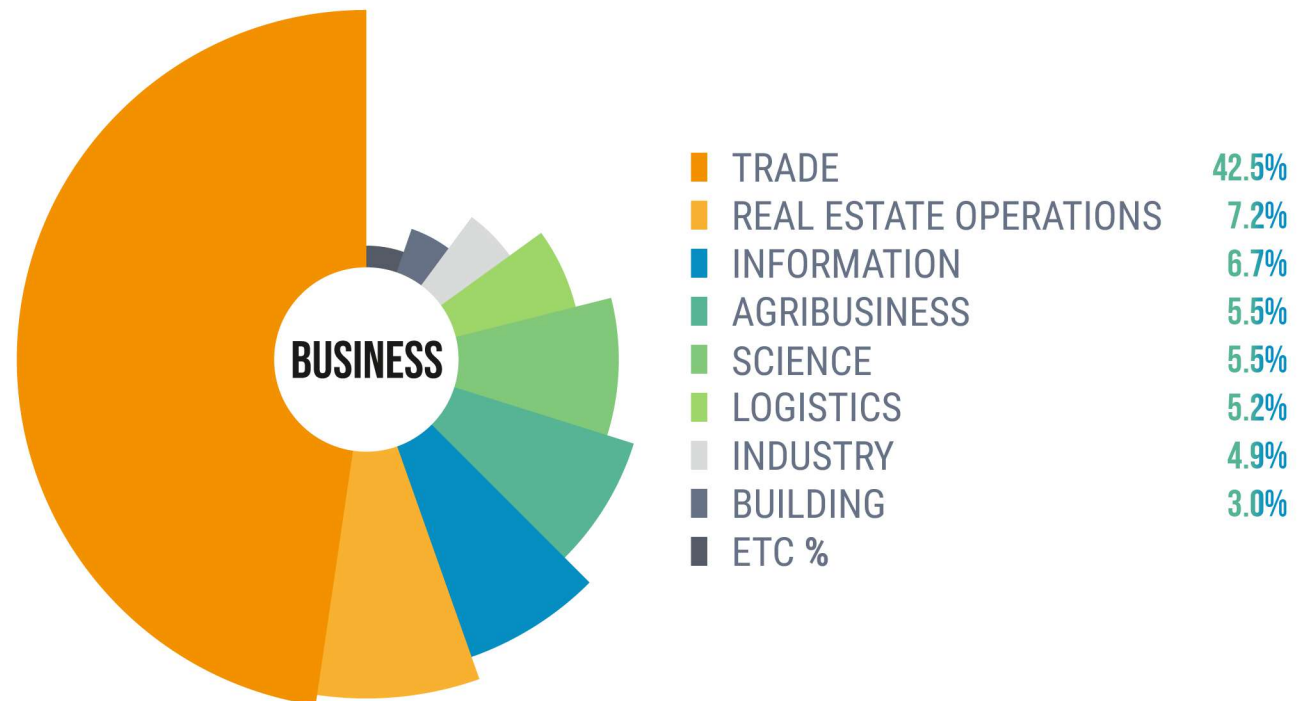 BUSINESS
TRADE 42.5%
REAL ESTATE OPERATIONS 7.2%
INFORMATION 6.7%
AGRIBUSINESS 5.5%
SCIENCE 5.5%
LOGISTICS 5.2%
INDUSTRY 4.9%
BUILDING 3.0%
ETC %